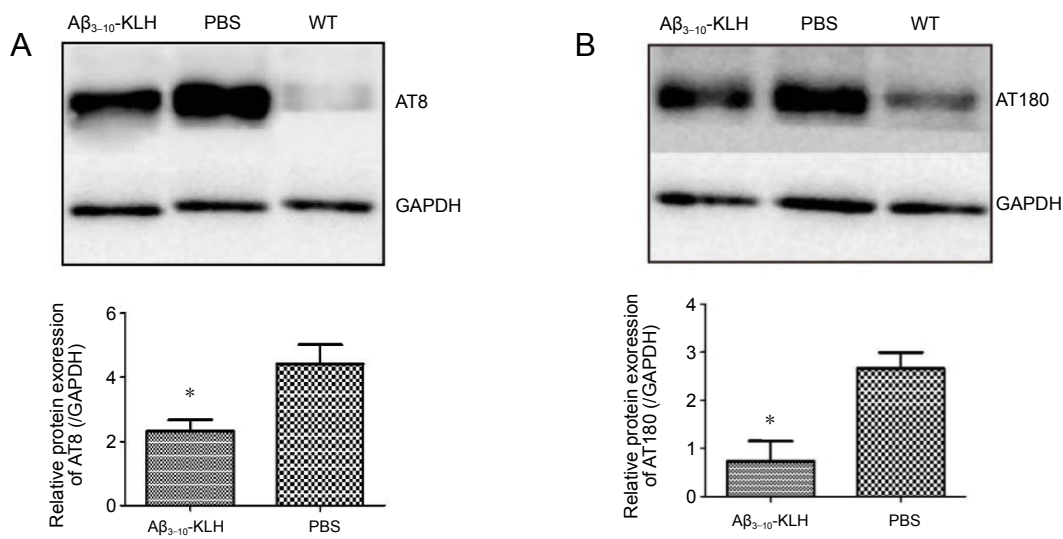 A
Aβ3–10-KLH PBS WT
AT8
GAPDH
Relative protein exoression
of AT8 (/GAPDH)
6
4
2
0
*
Aβ3–10-KLH PBS
B
Aβ3–10-KLH PBS WT
AT180
GAPDH
Relative protein exoression
of AT180 (/GAPDH)
4
3
2
1
0
*
Aβ3–10-KLH PBS